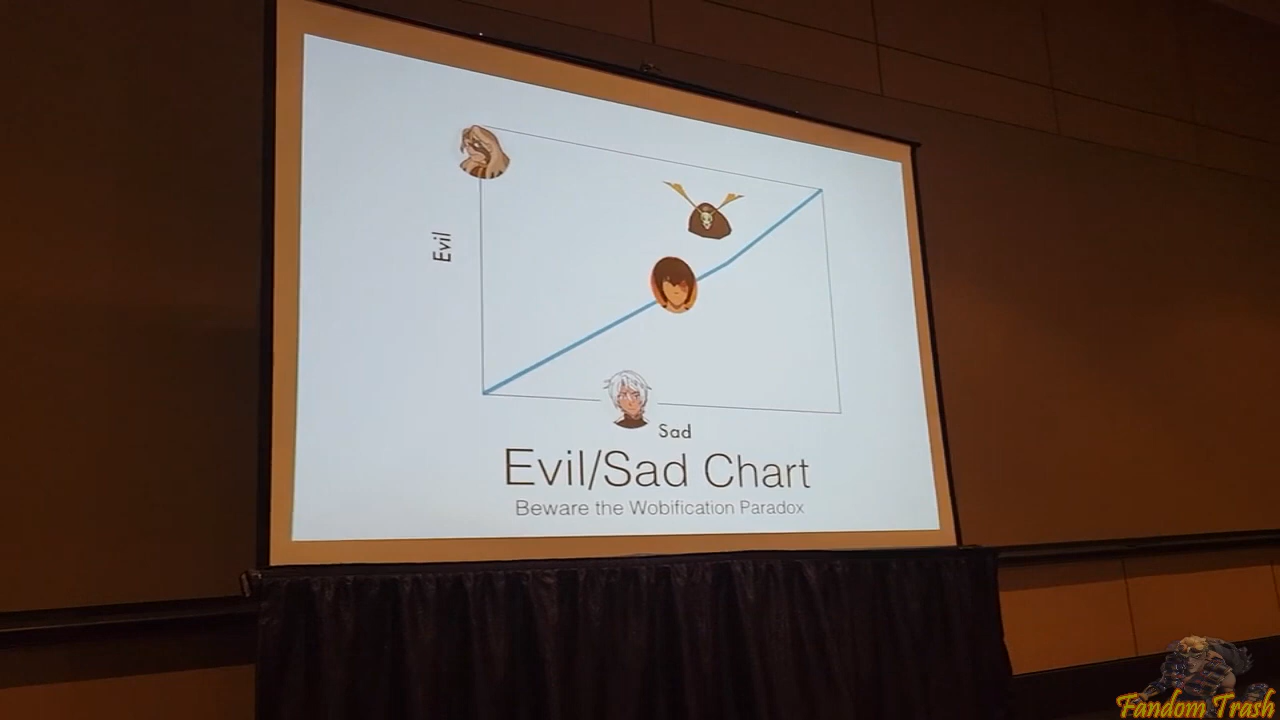 Evil
Sad
Evil/Sad Chart
Beware the Wobification Paradox
Fandom Trash